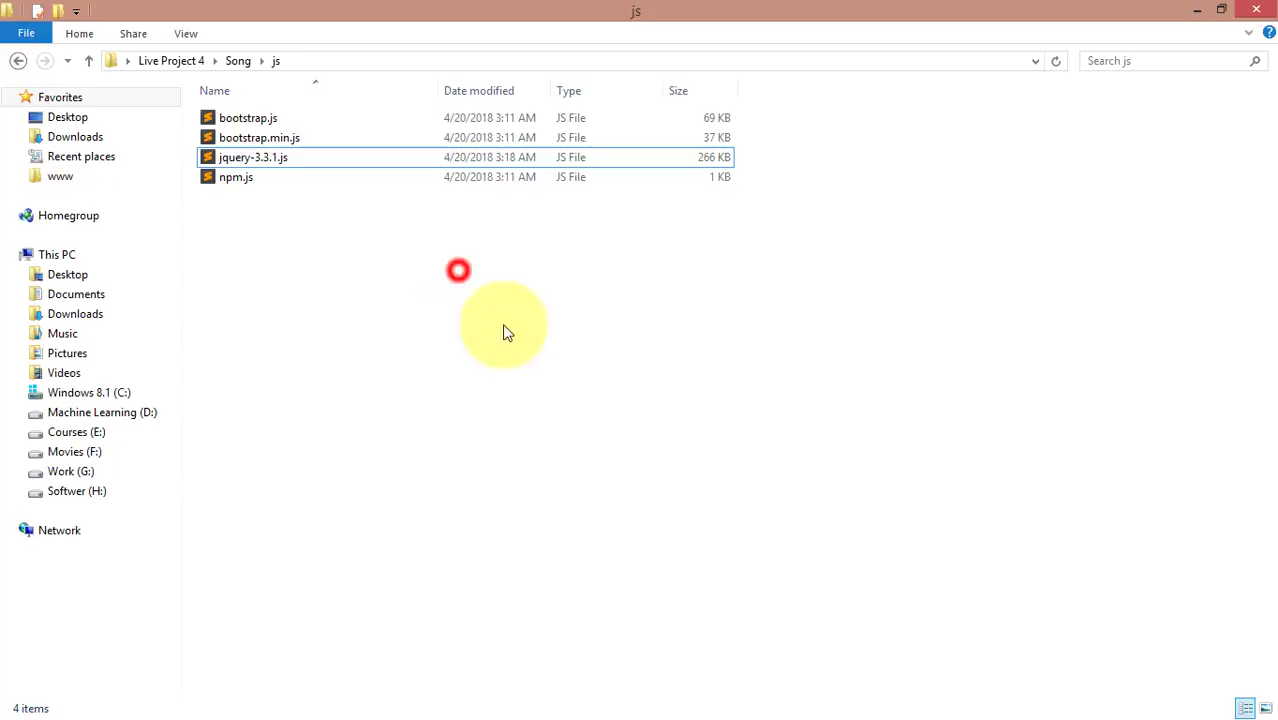 js
File Home Share View
Live Project 4 Song js Search js
Name Date modified Type Size
bootstrap.js 4/20/2018 3:11 AM JS File 69 KB
bootstrap.min.js 4/20/2018 3:11 AM JS File 37 KB
jquery-3.3.1.js 4/20/2018 3:18 AM JS File 266 KB
npm.js 4/20/2018 3:11 AM JS File 1 KB
Favorites
Desktop
Downloads
Recent places
www
Homegroup
This PC
Desktop
Documents
Downloads
Music
Pictures
Videos
Windows 8.1 (C:)
Machine Learning (D:)
Courses (E:)
Movies (F:)
Work (G:)
Softwer (H:)
Network
4 items